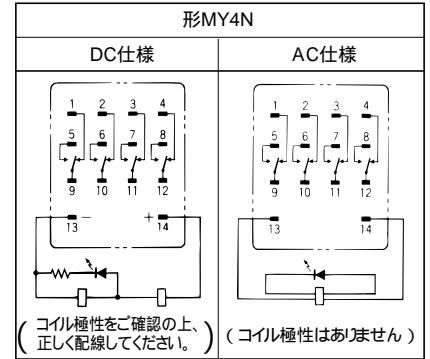 形MY4N
DC仕様
AC仕様
1 2 3 4
5 6 7 8
9 10 11 12
13 − + 14
1 2 3 4
5 6 7 8
9 10 11 12
13 14
(コイル極性をご確認の上、
正しく配線してください。)
(コイル極性はありません)